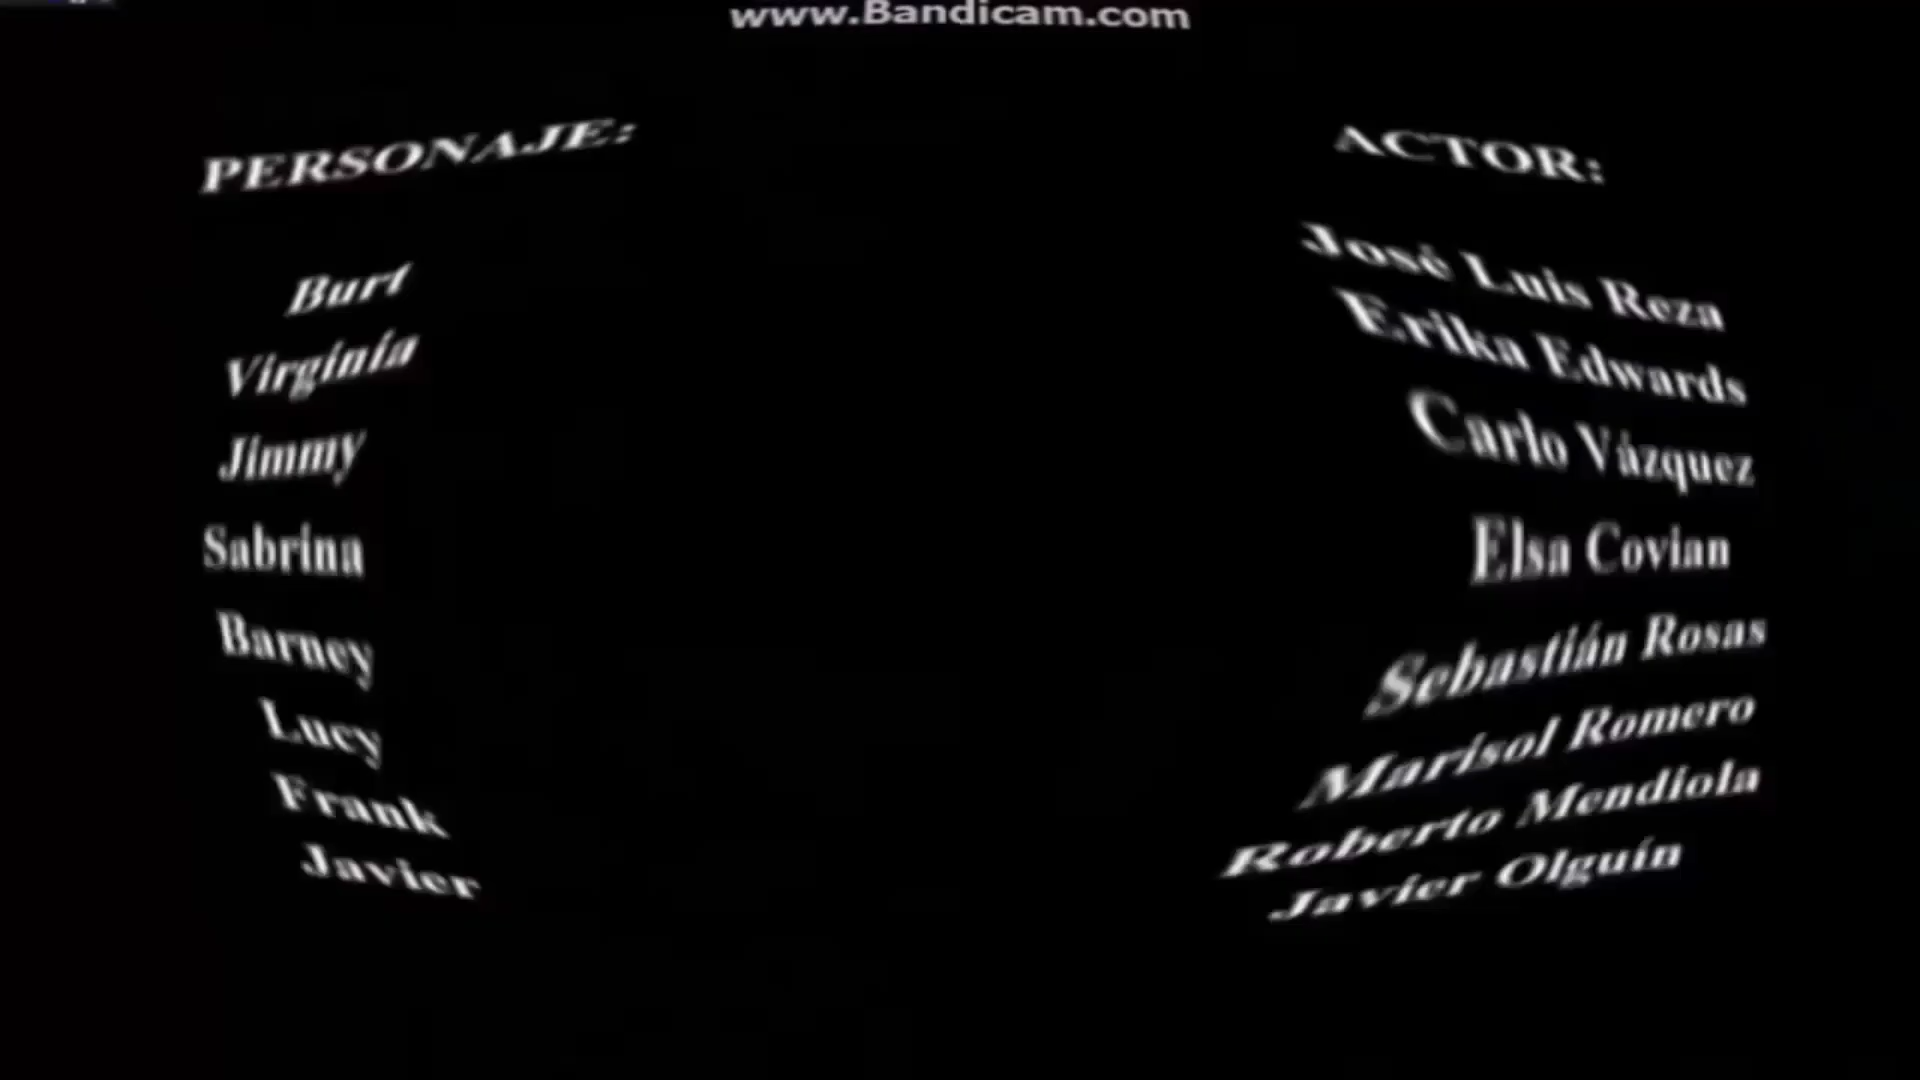 www.Bandicam.com
PERSONAJE: ACTOR:
Burt José Luis Reza
Virginia Erika Edwards
Jimmy Carlo Vázquez
Sabrina Elsa Covian
Barney Sebastián Rosas
Lucy Marisol Romero
Frank Roberto Mendiola
Javier Javier Olguín